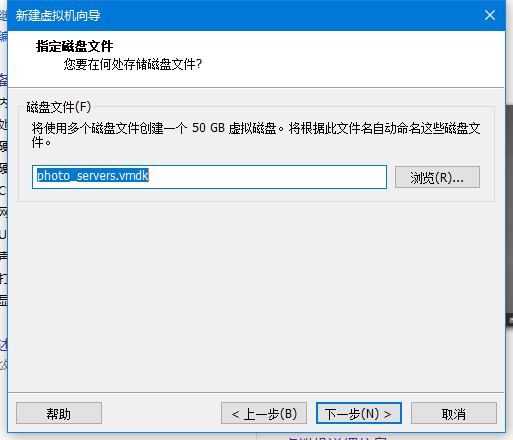 新建虚拟机向导
指定磁盘文件
您要在何处存储磁盘文件?
磁盘文件(F)
将使用多个磁盘文件创建一个 50 GB 虚拟磁盘。将根据此文件名自动命名这些磁盘文
件。
photo_servers.vmdk
浏览(R)...
帮助
< 上一步(B)
下一步(N) >
取消